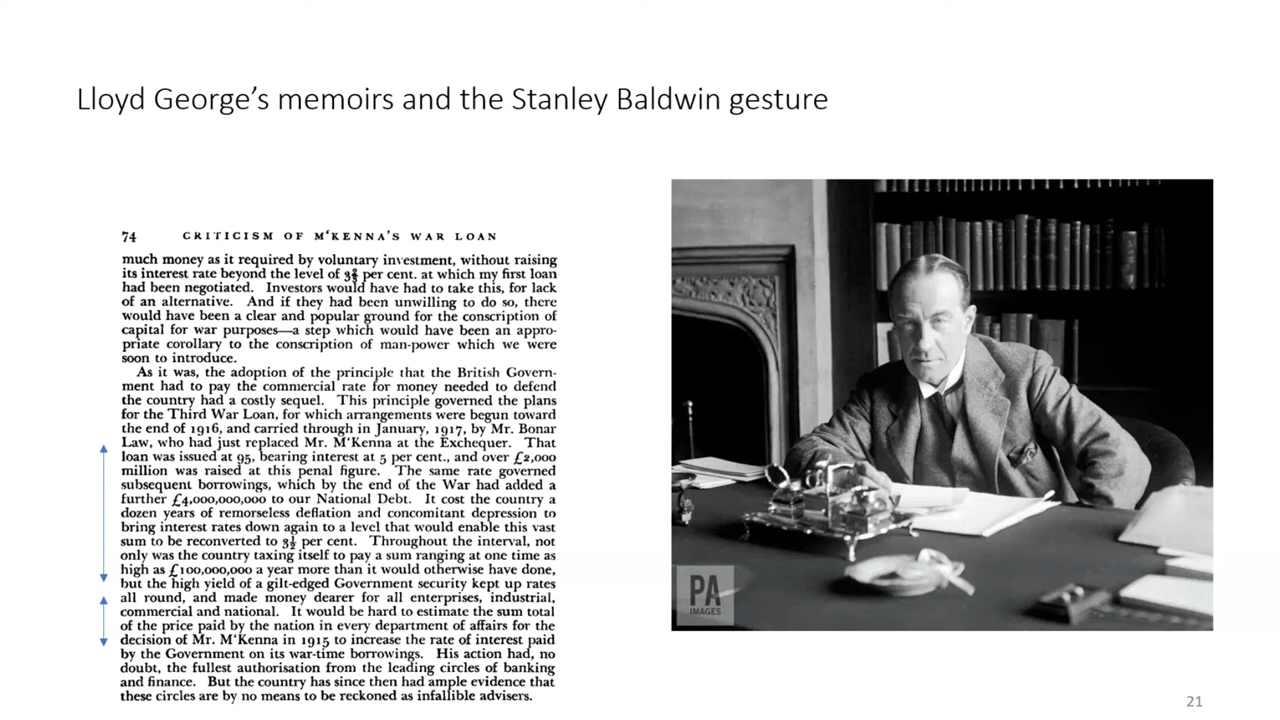 Lloyd George’s memoirs and the Stanley Baldwin gesture
74 CRITICISM OF M‘KENNA’S WAR LOAN
much money as it required by voluntary investment, without raising
its interest rate beyond the level of 3⅜ per cent. at which my first loan
had been negotiated. Investors would have had to take this, for lack
of an alternative. And if they had been unwilling to do so, there
would have been a clear and popular ground for the conscription of
capital for war purposes—a step which would have been an appro-
priate corollary to the conscription of man-power which we were
soon to introduce.
As it was, the adoption of the principle that the British Govern-
ment had to pay the commercial rate for money needed to defend
the country had a costly sequel. This principle governed the plans
for the Third War Loan, for which arrangements were begun toward
the end of 1916, and carried through in January, 1917, by Mr. Bonar
Law, who had just replaced Mr. M‘Kenna at the Exchequer. That
loan was issued at 95, bearing interest at 5 per cent., and over £2,000
million was raised at this penal figure. The same rate governed
subsequent borrowings, which by the end of the War had added a
further £4,000,000,000 to our National Debt. It cost the country a
dozen years of remorseless deflation and concomitant depression to
bring interest rates down again to a level that would enable this vast
sum to be reconverted to 3½ per cent. Throughout the interval, not
only was the country taxing itself to pay a sum ranging at one time as
high as £100,000,000 a year more than it would otherwise have done,
but the high yield of a gilt-edged Government security kept up rates
all round, and made money dearer for all enterprises, industrial,
commercial and national. It would be hard to estimate the sum total
of the price paid by the nation in every department of affairs for the
decision of Mr. M‘Kenna in 1915 to increase the rate of interest paid
by the Government on its war-time borrowings. His action had, no
doubt, the fullest authorisation from the leading circles of banking
and finance. But the country has since then had ample evidence that
these circles are by no means to be reckoned as infallible advisers.
PA
IMAGES
21